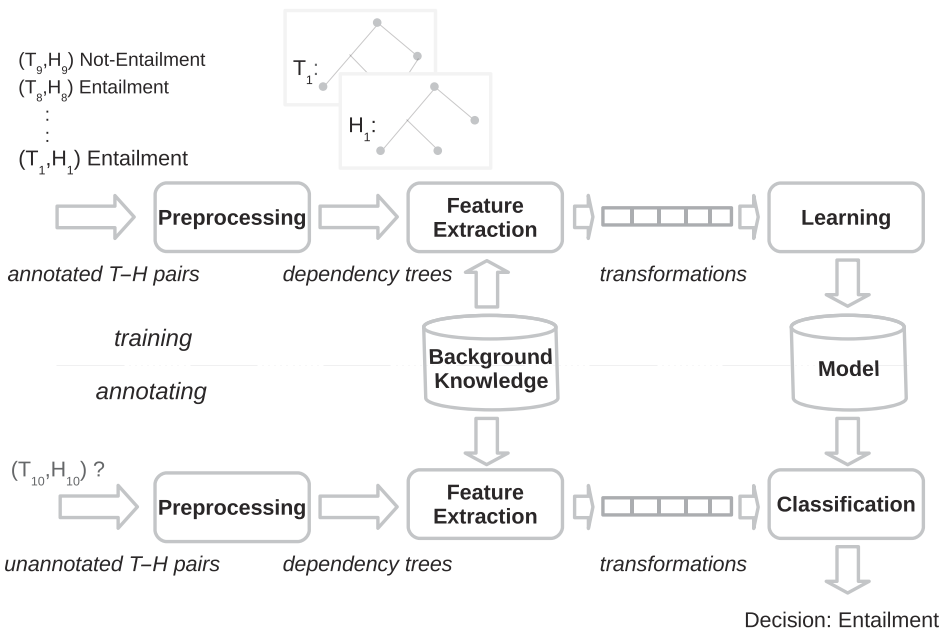 (T9,H9) Not-Entailment
(T8,H8) Entailment
:
:
(T1,H1) Entailment
T1:
H1:
Preprocessing
Feature
Extraction
Learning
annotated T–H pairs
dependency trees
transformations
training
annotating
Background
Knowledge
Model
(T10,H10) ?
Preprocessing
Feature
Extraction
Classification
unannotated T–H pairs
dependency trees
transformations
Decision: Entailment